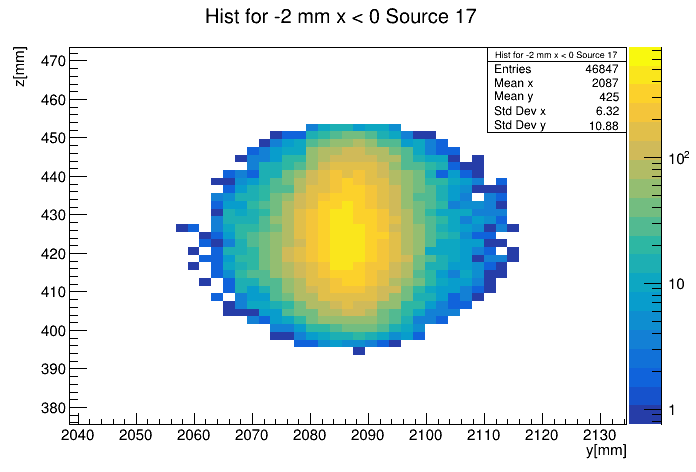 Hist for -2 mm x < 0 Source 17
z[mm]
470
460
450
440
430
420
410
400
390
380
2040 2050 2060 2070 2080 2090 2100 2110 2120 2130
y[mm]
Hist for -2 mm x < 0 Source 17
Entries 46847
Mean x 2087
Mean y 425
Std Dev x 6.32
Std Dev y 10.88
10²
10
1